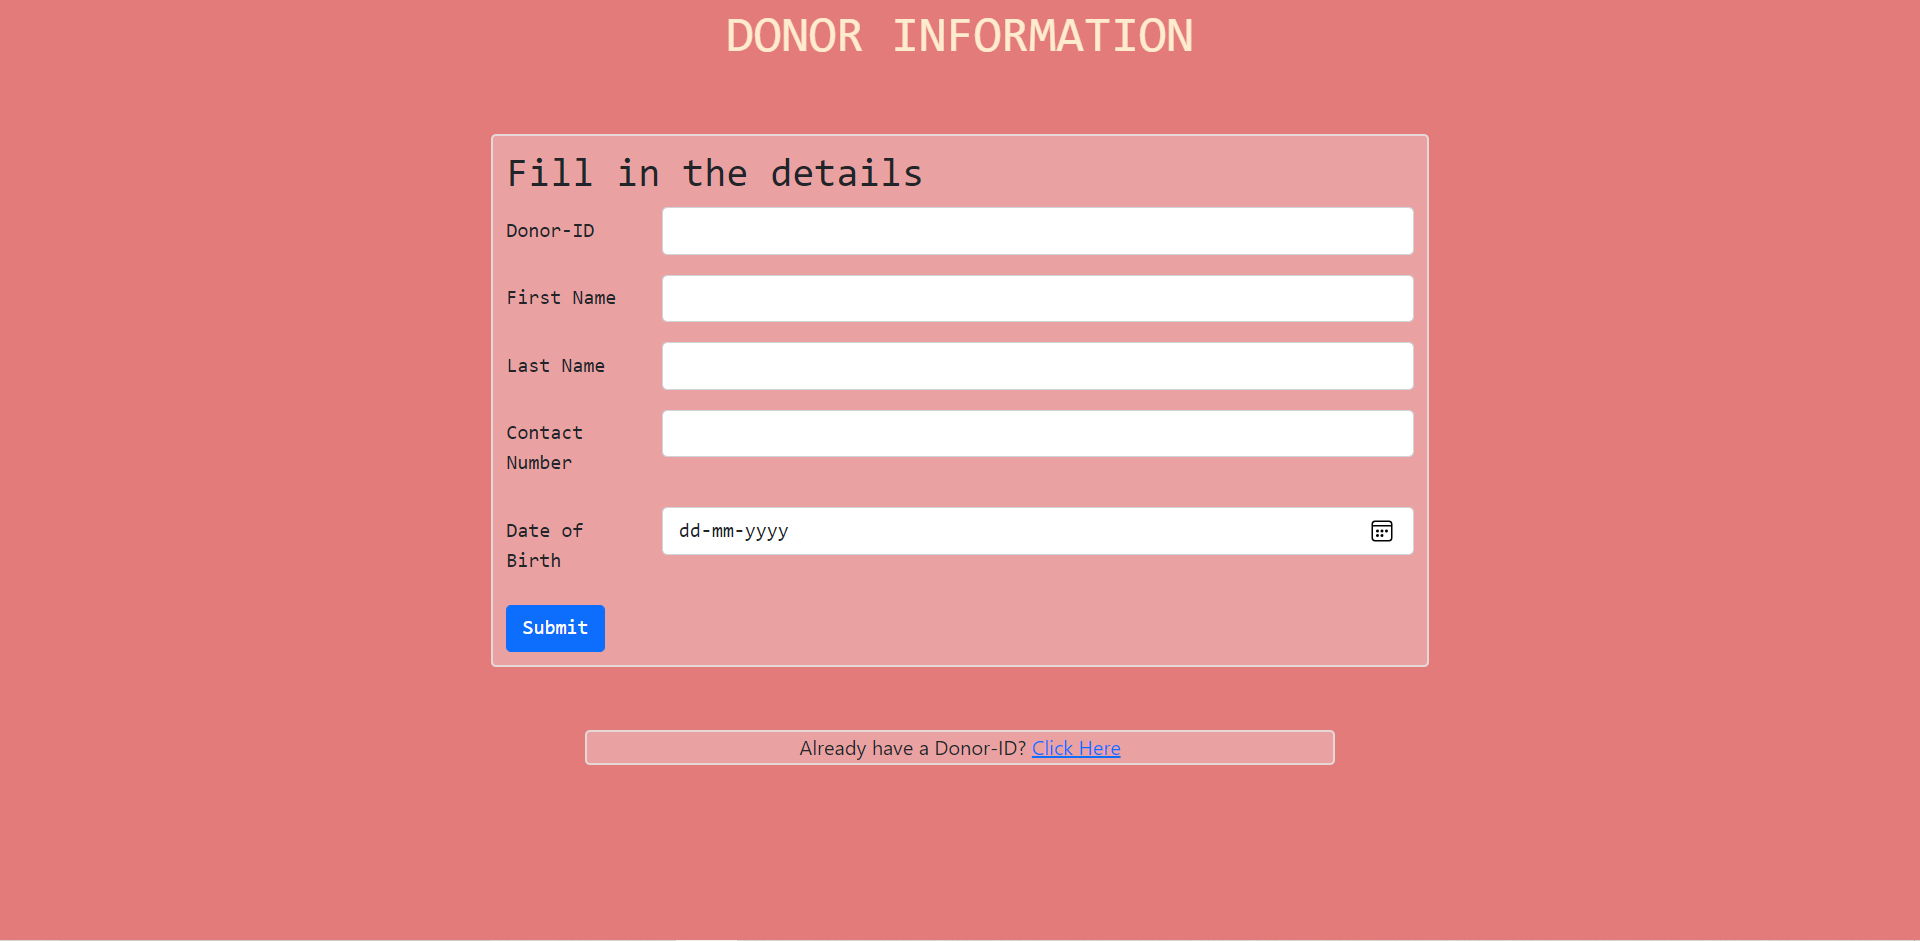 DONOR INFORMATION
Fill in the details
Donor-ID
First Name
Last Name
Contact
Number
Date of
Birth
dd-mm-yyyy
Submit
Already have a Donor-ID? Click Here